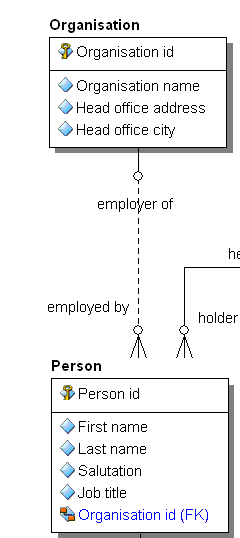 Organisation
Organisation id
Organisation name
Head office address
Head office city
employer of
he
employed by
holder
Person
Person id
First name
Last name
Salutation
Job title
Organisation id (FK)